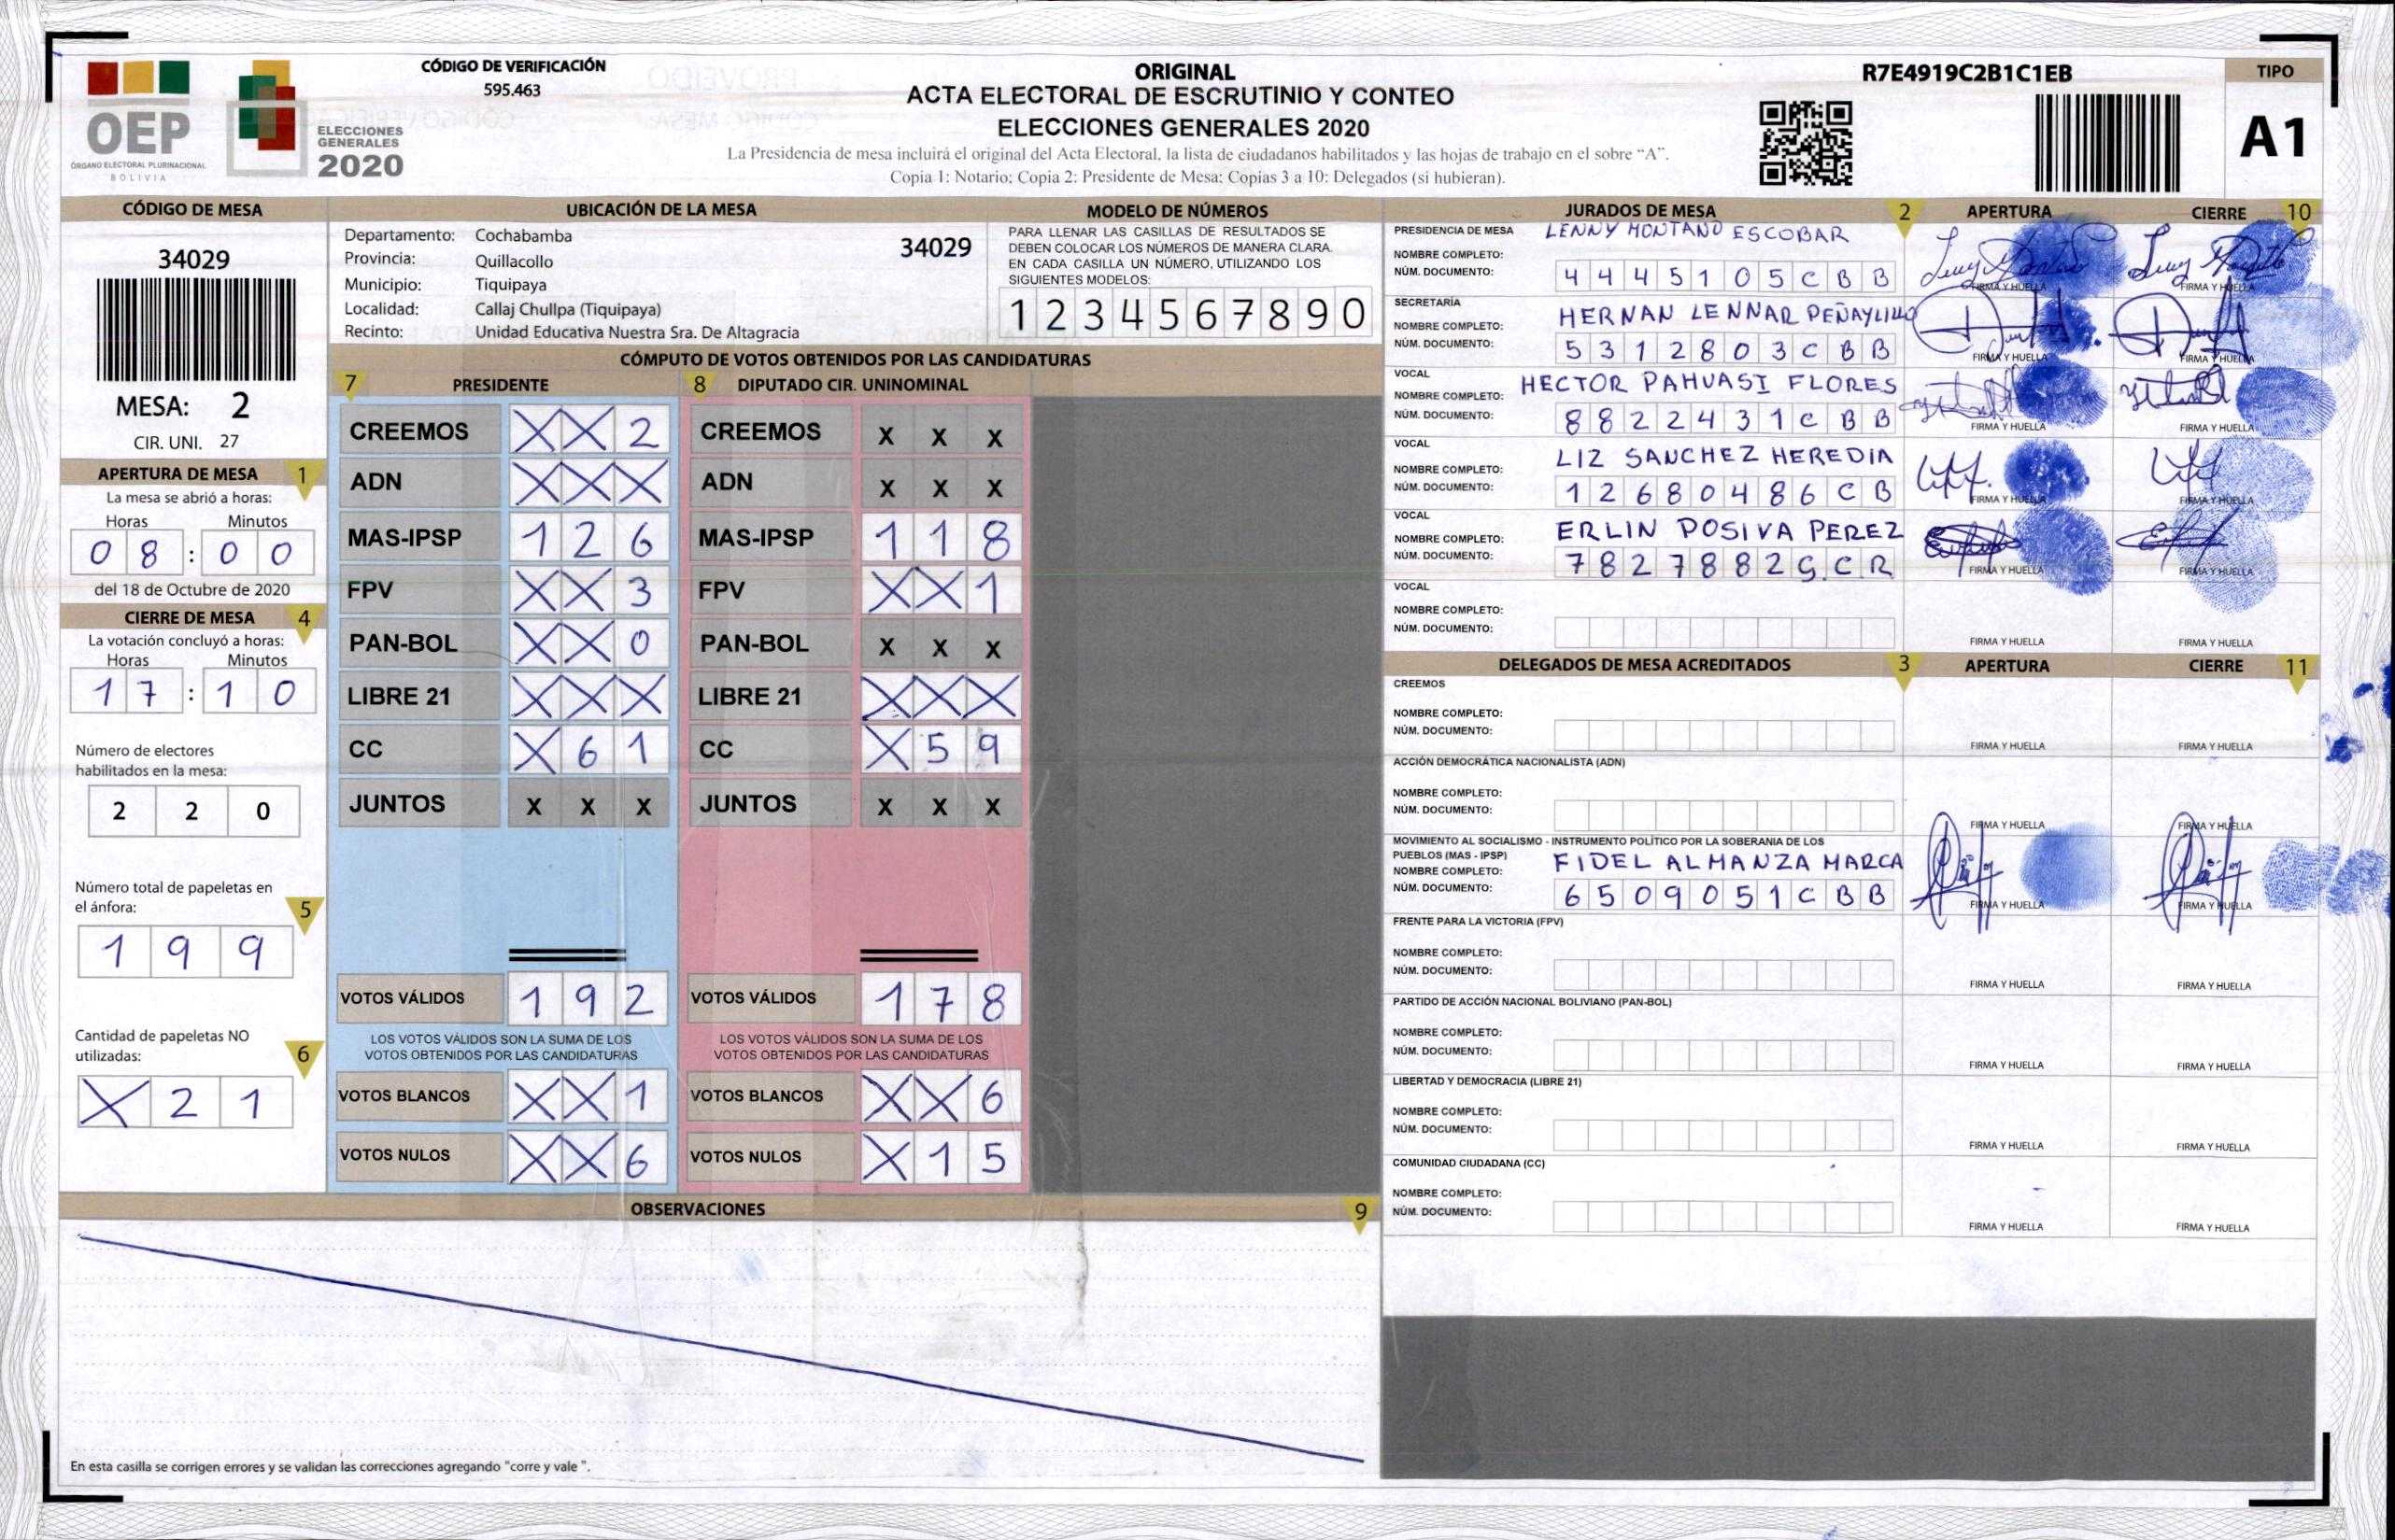 OEP
ÓRGANO ELECTORAL PLURINACIONAL
BOLIVIA
ELECCIONES
GENERALES
2020
CÓDIGO DE VERIFICACIÓN
595.463
ORIGINAL
ACTA ELECTORAL DE ESCRUTINIO Y CONTEO
ELECCIONES GENERALES 2020
La Presidencia de mesa incluirá el original del Acta Electoral, la lista de ciudadanos habilitados y las hojas de trabajo en el sobre “A”.
Copia 1: Notario; Copia 2: Presidente de Mesa; Copias 3 a 10: Delegados (si hubieran).
R7E4919C2B1C1EB
TIPO
A1
CÓDIGO DE MESA
34029
MESA: 2
CIR. UNI. 27
APERTURA DE MESA 1
La mesa se abrió a horas:
Horas Minutos
08:00
del 18 de Octubre de 2020
CIERRE DE MESA 4
La votación concluyó a horas:
Horas Minutos
17:10
Número de electores
habilitados en la mesa:
2 2 0
Número total de papeletas en
el ánfora: 5
1 9 9
Cantidad de papeletas NO
utilizadas: 6
X 2 1
UBICACIÓN DE LA MESA
Departamento: Cochabamba
34029
Provincia: Quillacollo
Municipio: Tiquipaya
Localidad: Callaj Chullpa (Tiquipaya)
Recinto: Unidad Educativa Nuestra Sra. De Altagracia
MODELO DE NÚMEROS
PARA LLENAR LAS CASILLAS DE RESULTADOS SE
DEBEN COLOCAR LOS NÚMEROS DE MANERA CLARA.
EN CADA CASILLA UN NÚMERO, UTILIZANDO LOS
SIGUIENTES MODELOS:
1 2 3 4 5 6 7 8 9 0
CÓMPUTO DE VOTOS OBTENIDOS POR LAS CANDIDATURAS
7 PRESIDENTE 8 DIPUTADO CIR. UNINOMINAL
CREEMOS X X 2 CREEMOS X X X
ADN X X X ADN X X X
MAS-IPSP 1 2 6 MAS-IPSP 1 1 8
FPV X X 3 FPV X X 1
PAN-BOL X X 0 PAN-BOL X X X
LIBRE 21 X X X LIBRE 21 X X X
CC X 6 1 CC X 5 9
JUNTOS X X X JUNTOS X X X
VOTOS VÁLIDOS 1 9 2 VOTOS VÁLIDOS 1 7 8
LOS VOTOS VÁLIDOS SON LA SUMA DE LOS LOS VOTOS VÁLIDOS SON LA SUMA DE LOS
VOTOS OBTENIDOS POR LAS CANDIDATURAS VOTOS OBTENIDOS POR LAS CANDIDATURAS
VOTOS BLANCOS X X 1 VOTOS BLANCOS X X 6
VOTOS NULOS X X 6 VOTOS NULOS X 1 5
OBSERVACIONES 9
En esta casilla se corrigen errores y se validan las correcciones agregando "corre y vale ".
JURADOS DE MESA 2 APERTURA CIERRE 10
PRESIDENCIA DE MESA LENNY MONTAÑO ESCOBAR
NOMBRE COMPLETO:
NÚM. DOCUMENTO: 4 4 4 5 1 0 5 C B B FIRMA Y HUELLA FIRMA Y HUELLA
SECRETARÍA
HERNAN LENNAR PEÑAYLILLO
NOMBRE COMPLETO:
NÚM. DOCUMENTO: 5 3 1 2 8 0 3 C B B FIRMA Y HUELLA FIRMA Y HUELLA
VOCAL
HECTOR PAHUASI FLORES
NOMBRE COMPLETO:
NÚM. DOCUMENTO: 8 8 2 2 4 3 1 C B B FIRMA Y HUELLA FIRMA Y HUELLA
VOCAL
LIZ SANCHEZ HEREDIA
NOMBRE COMPLETO:
NÚM. DOCUMENTO: 1 2 6 8 0 4 8 6 C B FIRMA Y HUELLA FIRMA Y HUELLA
VOCAL
ERLIN POSIVA PEREZ
NOMBRE COMPLETO:
NÚM. DOCUMENTO: 7 8 2 7 8 8 2 S.C R FIRMA Y HUELLA FIRMA Y HUELLA
VOCAL
NOMBRE COMPLETO:
NÚM. DOCUMENTO: FIRMA Y HUELLA FIRMA Y HUELLA
DELEGADOS DE MESA ACREDITADOS 3 APERTURA CIERRE 11
CREEMOS
NOMBRE COMPLETO:
NÚM. DOCUMENTO: FIRMA Y HUELLA FIRMA Y HUELLA
ACCIÓN DEMOCRÁTICA NACIONALISTA (ADN)
NOMBRE COMPLETO:
NÚM. DOCUMENTO: FIRMA Y HUELLA FIRMA Y HUELLA
MOVIMIENTO AL SOCIALISMO - INSTRUMENTO POLÍTICO POR LA SOBERANIA DE LOS
PUEBLOS (MAS - IPSP) FIDEL ALMANZA MARCA
NOMBRE COMPLETO:
NÚM. DOCUMENTO: 6 5 0 9 0 5 1 C B B FIRMA Y HUELLA FIRMA Y HUELLA
FRENTE PARA LA VICTORIA (FPV)
NOMBRE COMPLETO:
NÚM. DOCUMENTO: FIRMA Y HUELLA FIRMA Y HUELLA
PARTIDO DE ACCIÓN NACIONAL BOLIVIANO (PAN-BOL)
NOMBRE COMPLETO:
NÚM. DOCUMENTO: FIRMA Y HUELLA FIRMA Y HUELLA
LIBERTAD Y DEMOCRACIA (LIBRE 21)
NOMBRE COMPLETO:
NÚM. DOCUMENTO: FIRMA Y HUELLA FIRMA Y HUELLA
COMUNIDAD CIUDADANA (CC)
NOMBRE COMPLETO:
NÚM. DOCUMENTO: FIRMA Y HUELLA FIRMA Y HUELLA